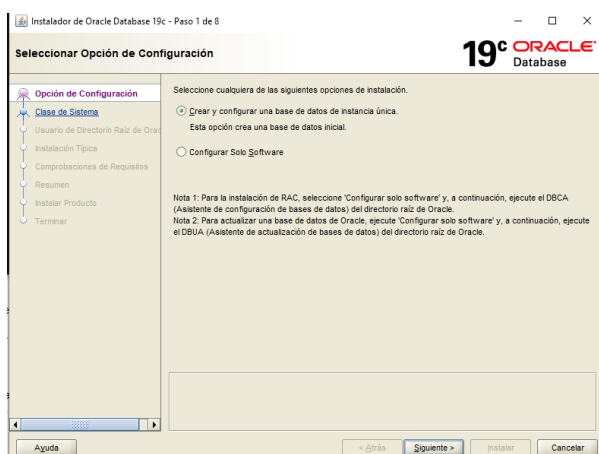 Instalador de Oracle Database 19c - Paso 1 de 8
Seleccionar Opción de Configuración
19c ORACLE
Database
Opción de Configuración
Clase de Sistema
Usuario de Directorio Raíz de Orac
Instalación Típica
Comprobaciones de Requisitos
Resumen
Instalar Producto
Terminar
Seleccione cualquiera de las siguientes opciones de instalación.
Crear y configurar una base de datos de instancia única.
Esta opción crea una base de datos inicial.
Configurar Solo Software
Nota 1: Para la instalación de RAC, seleccione 'Configurar solo software' y, a continuación, ejecute el DBCA
(Asistente de configuración de bases de datos) del directorio raíz de Oracle.
Nota 2: Para actualizar una base de datos de Oracle, ejecute 'Configurar solo software' y, a continuación, ejecute
el DBUA (Asistente de actualización de bases de datos) del directorio raíz de Oracle.
Ayuda
< Atrás
Siguiente >
Instalar
Cancelar